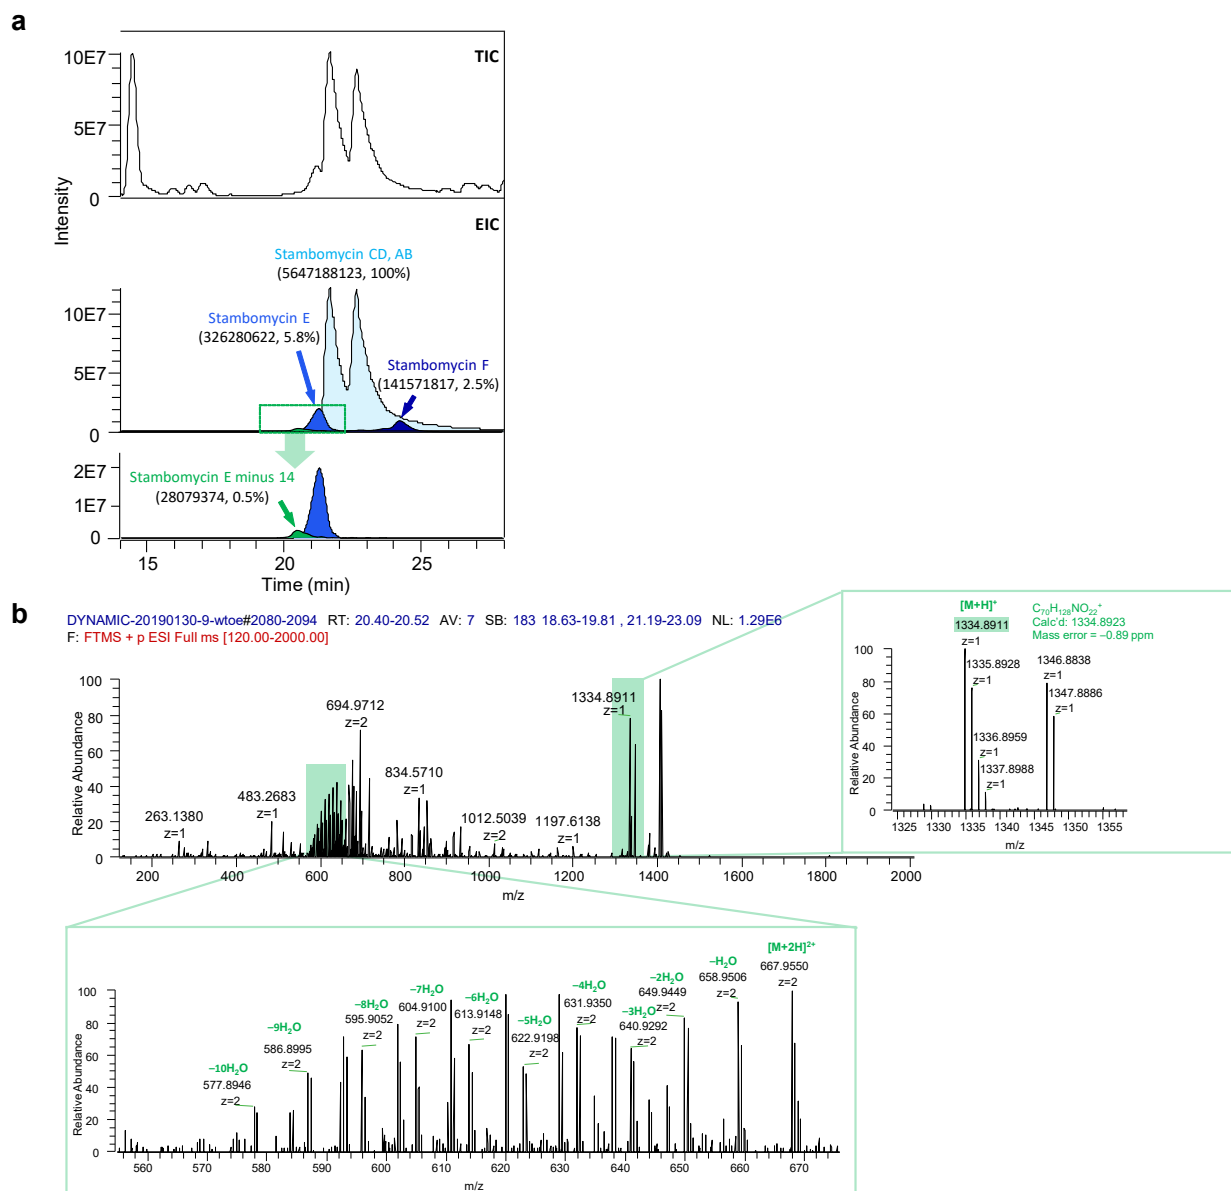 a
TIC
10E7
5E7
0
Intensity
EIC
Stambomycin CD, AB
(5647188123, 100%)
10E7
5E7
0
Stambomycin E
(326280622, 5.8%)
Stambomycin F
(141571817, 2.5%)
2E7
1E7
0
Stambomycin E minus 14
(28079374, 0.5%)
15 20 25
Time (min)
b
DYNAMIC-20190130-9-wtoe#2080-2094 RT: 20.40-20.52 AV: 7 SB: 183 18.63-19.81 , 21.19-23.09 NL: 1.29E6
F: FTMS + p ESI Full ms [120.00-2000.00]
100
80
60
40
20
0
Relative Abundance
263.1380
z=1
483.2683
z=1
694.9712
z=2
834.5710
z=1
1012.5039
z=2
1197.6138
z=1
1334.8911
z=1
200 400 600 800 1000 1200 1400 1600 1800 2000
m/z
[M+H]⁺
1334.8911
z=1
C₇₀H₁₂₈NO₂₂⁺
Calc'd: 1334.8923
Mass error = −0.89 ppm
1335.8928
z=1
1336.8959
z=1
1337.8988
z=1
1346.8838
z=1
1347.8886
z=1
100
80
60
40
20
0
Relative Abundance
1325 1330 1335 1340 1345 1350 1355
m/z
100
80
60
40
20
0
Relative Abundance
−10H₂O
577.8946
z=2
−9H₂O
586.8995
z=2
−8H₂O
595.9052
z=2
−7H₂O
604.9100
z=2
−6H₂O
613.9148
z=2
−5H₂O
622.9198
z=2
−4H₂O
631.9350
z=2
−3H₂O
640.9292
z=2
−2H₂O
649.9449
z=2
−H₂O
658.9506
z=2
[M+2H]²⁺
667.9550
z=2
560 570 580 590 600 610 620 630 640 650 660 670
m/z